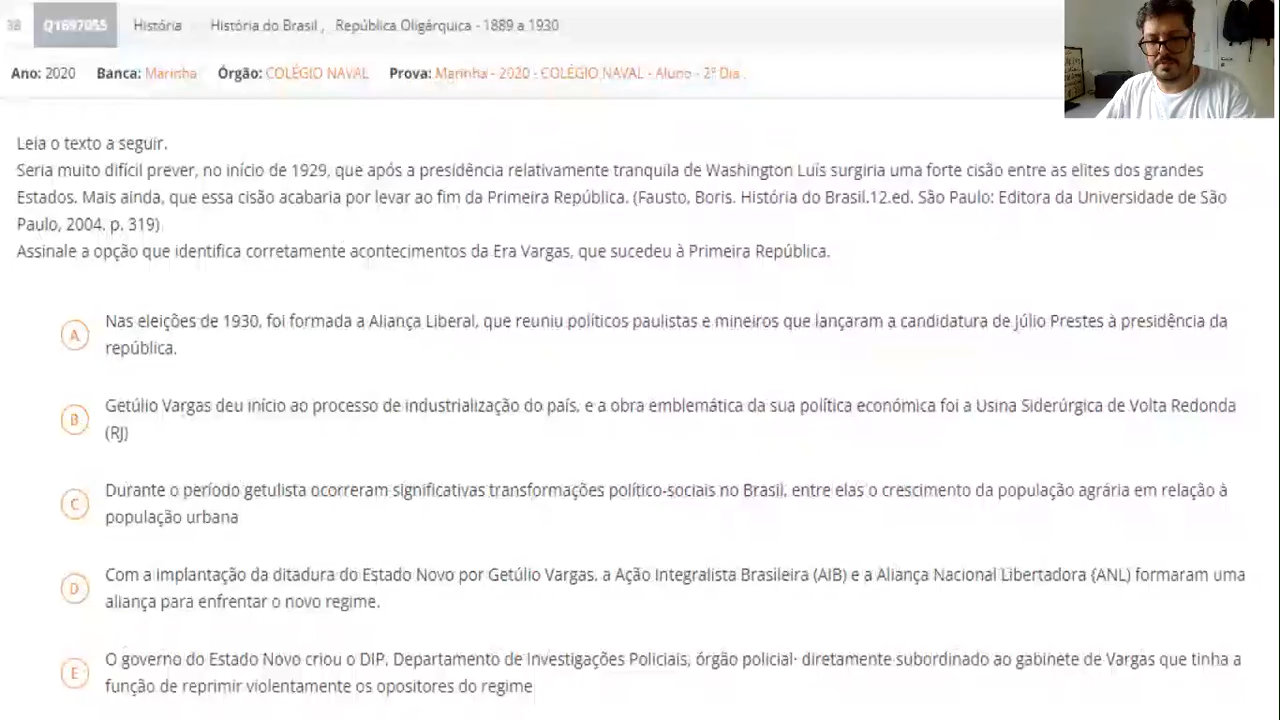 38 Q1697055 História História do Brasil , República Oligárquica - 1889 a 1930
Ano: 2020 Banca: Marinha Órgão: COLÉGIO NAVAL Prova: Marinha - 2020 - COLÉGIO NAVAL - Aluno - 2º Dia .
Leia o texto a seguir.
Seria muito difícil prever, no início de 1929, que após a presidência relativamente tranquila de Washington Luís surgiria uma forte cisão entre as elites dos grandes
Estados. Mais ainda, que essa cisão acabaria por levar ao fim da Primeira República. (Fausto, Boris. História do Brasil.12.ed. São Paulo: Editora da Universidade de São
Paulo, 2004. p. 319)
Assinale a opção que identifica corretamente acontecimentos da Era Vargas, que sucedeu à Primeira República.
A Nas eleições de 1930, foi formada a Aliança Liberal, que reuniu políticos paulistas e mineiros que lançaram a candidatura de Júlio Prestes à presidência da
república.
B Getúlio Vargas deu início ao processo de industrialização do país, e a obra emblemática da sua política econômica foi a Usina Siderúrgica de Volta Redonda
(RJ)
C Durante o período getulista ocorreram significativas transformações político-sociais no Brasil, entre elas o crescimento da população agrária em relação à
população urbana
D Com a implantação da ditadura do Estado Novo por Getúlio Vargas. a Ação Integralista Brasileira (AIB) e a Aliança Nacional Libertadora (ANL) formaram uma
aliança para enfrentar o novo regime.
E O governo do Estado Novo criou o DIP, Departamento de Investigações Policiais, órgão policial· diretamente subordinado ao gabinete de Vargas que tinha a
função de reprimir violentamente os opositores do regime